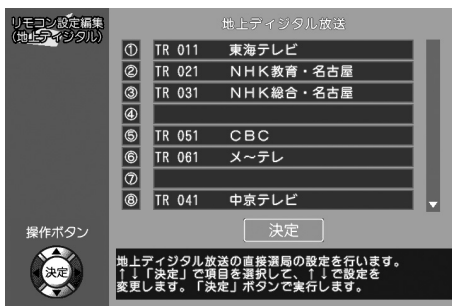 リモコン設定編集
(地上ディジタル)
地上ディジタル放送
① TR 011 東海テレビ
② TR 021 NHK教育・名古屋
③ TR 031 NHK総合・名古屋
④
⑤ TR 051 CBC
⑥ TR 061 メ～テレ
⑦
⑧ TR 041 中京テレビ
決定
操作ボタン
決定
地上ディジタル放送の直接選局の設定を行います。
↑↓「決定」で項目を選択して、↑↓で設定を
変更します。「決定」ボタンで実行します。